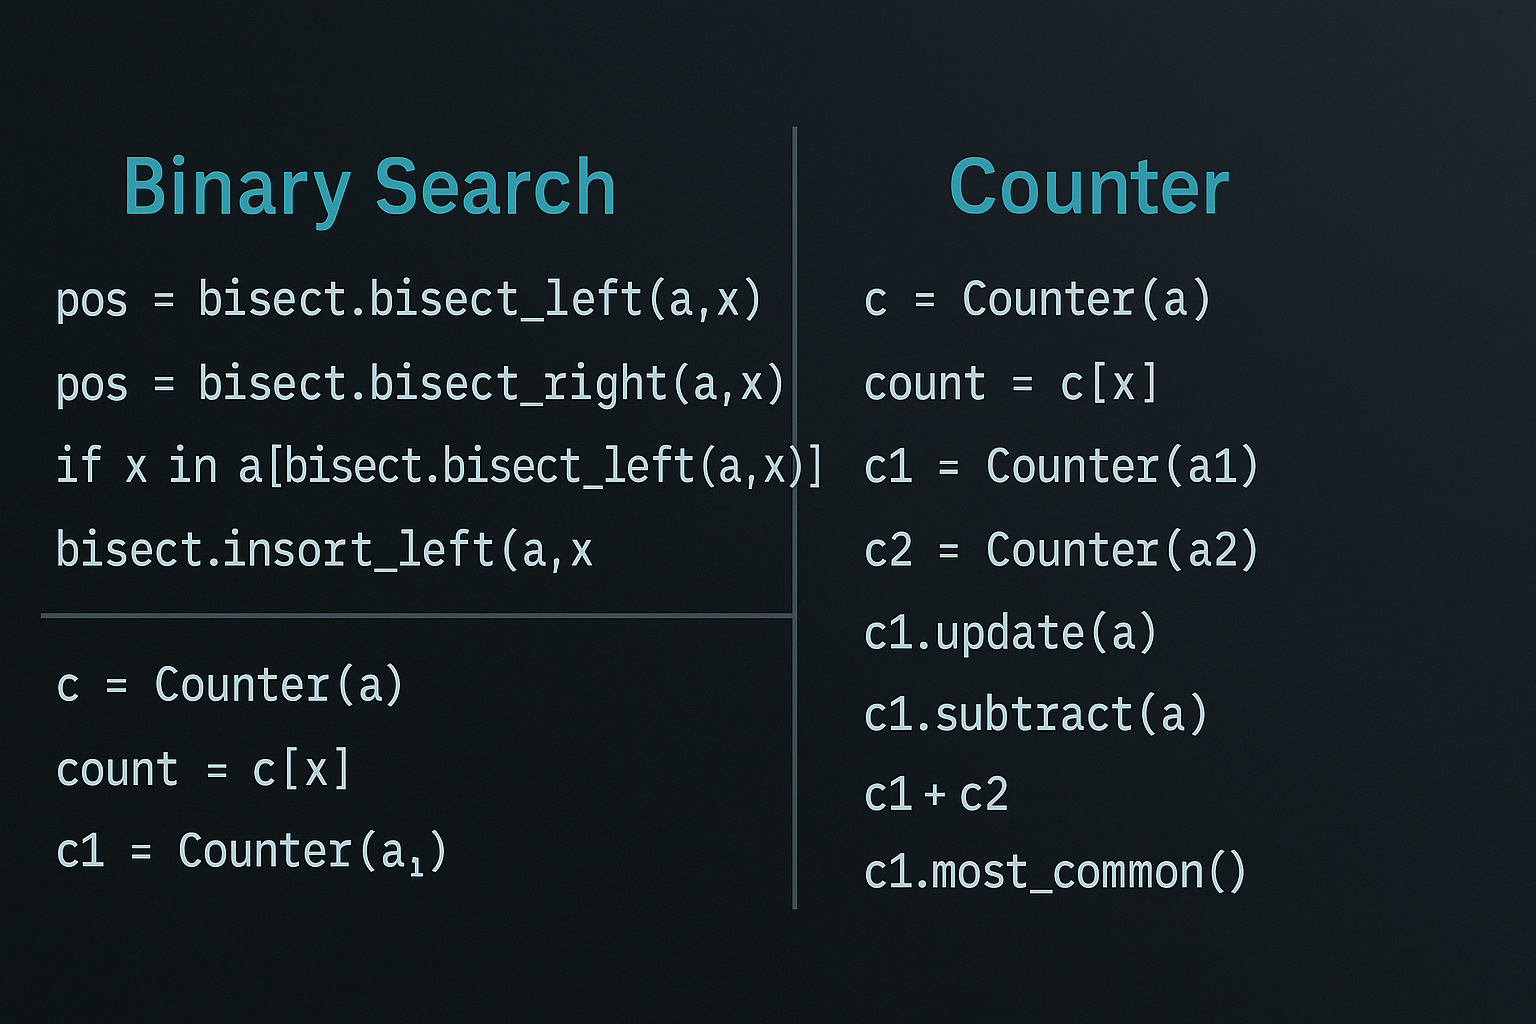 Binary Search
pos = bisect.bisect_left(a,x)
pos = bisect.bisect_right(a,x)
if x in a[bisect.bisect_left(a,x)]
bisect.insort_left(a,x
c = Counter(a)
count = c[x]
c1 = Counter(a₁)
Counter
c = Counter(a)
count = c[x]
c1 = Counter(a1)
c2 = Counter(a2)
c1.update(a)
c1.subtract(a)
c1 + c2
c1.most_common()